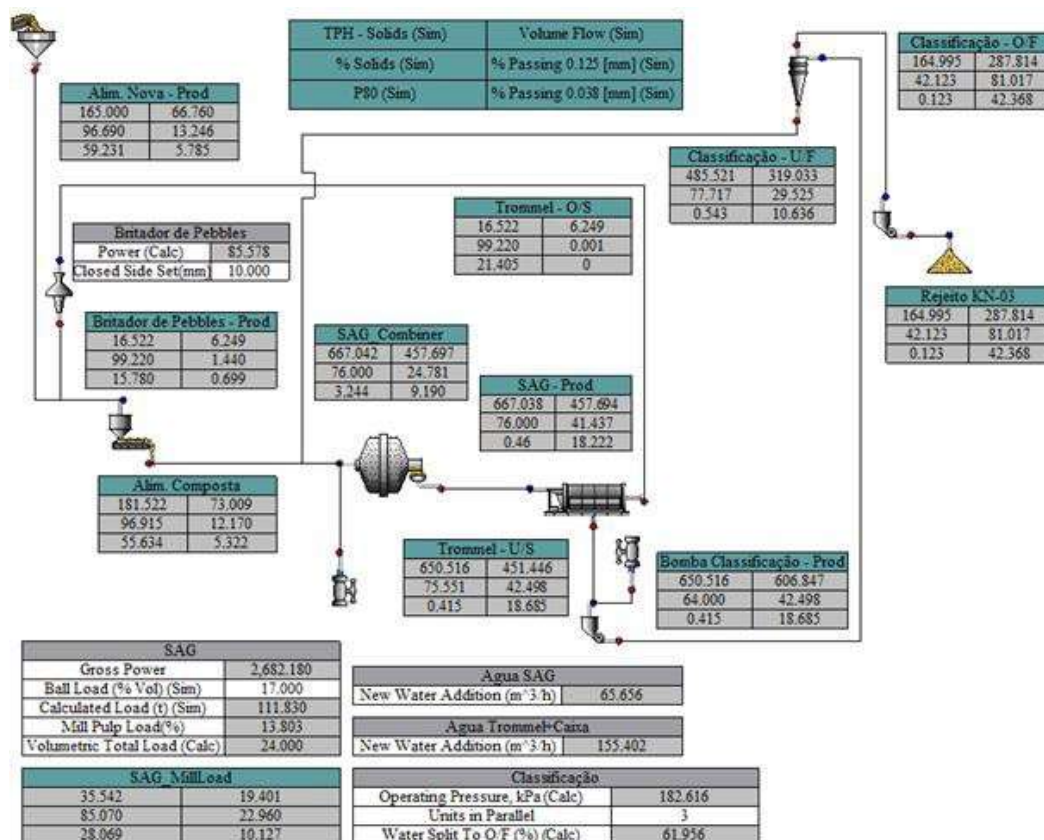 TPH - Solids (Sim) Volume Flow (Sim)
% Solids (Sim) % Passing 0.125 [mm] (Sim)
P80 (Sim) % Passing 0.038 [mm] (Sim)
Classificação - O/F
164.995 287.814
42.123 81.017
0.123 42.368
Alim. Nova - Prod
165.000 66.760
96.690 13.246
59.231 5.785
Classificação - U/F
485.521 319.033
77.717 29.525
0.543 10.636
Trommel - O/S
16.522 6.249
99.220 0.001
21.405 0
Britador de Pebbles
Power (Calc) 85.578
Closed Side Set(mm) 10.000
Rejeito KN-03
164.995 287.814
42.123 81.017
0.123 42.368
Britador de Pebbles - Prod
16.522 6.249
99.220 1.440
15.780 0.699
SAG_Combiner
667.042 457.697
76.000 24.781
3.244 9.190
SAG - Prod
667.038 457.694
76.000 41.437
0.46 18.222
Alim. Composta
181.522 73.009
96.915 12.170
55.634 5.322
Trommel - U/S
650.516 451.446
75.551 42.498
0.415 18.685
Bomba Classificação - Prod
650.516 606.847
64.000 42.498
0.415 18.685
SAG
Gross Power 2,682.180
Ball Load (% Vol) (Sim) 17.000
Calculated Load (t) (Sim) 111.830
Mill Pulp Load(%) 13.803
Volumetric Total Load (Calc) 24.000
Agua SAG
New Water Addition (m^3/h) 65.656
Agua Trommel+Caixa
New Water Addition (m^3/h) 155.402
SAG_MillLoad
35.542 19.401
85.070 22.960
28.069 10.127
Classificação
Operating Pressure, kPa (Calc) 182.616
Units in Parallel 3
Water Split To O/F (%) (Calc) 61.956